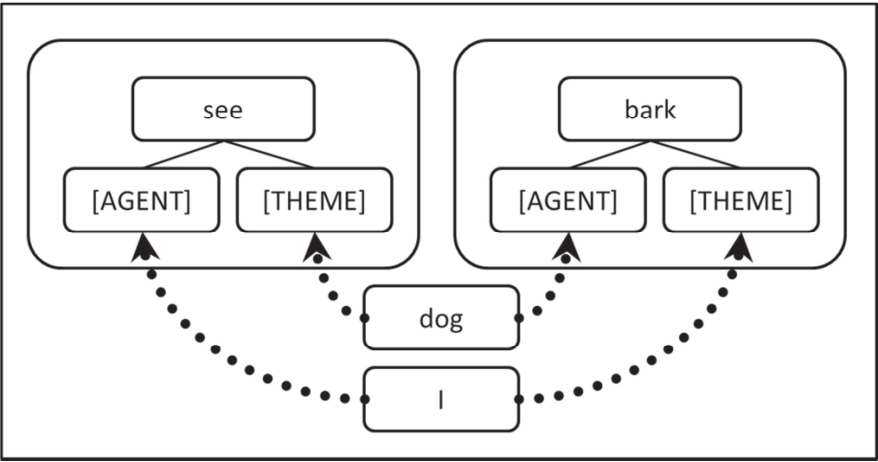 see
bark
[AGENT] [THEME]
[AGENT] [THEME]
dog
I